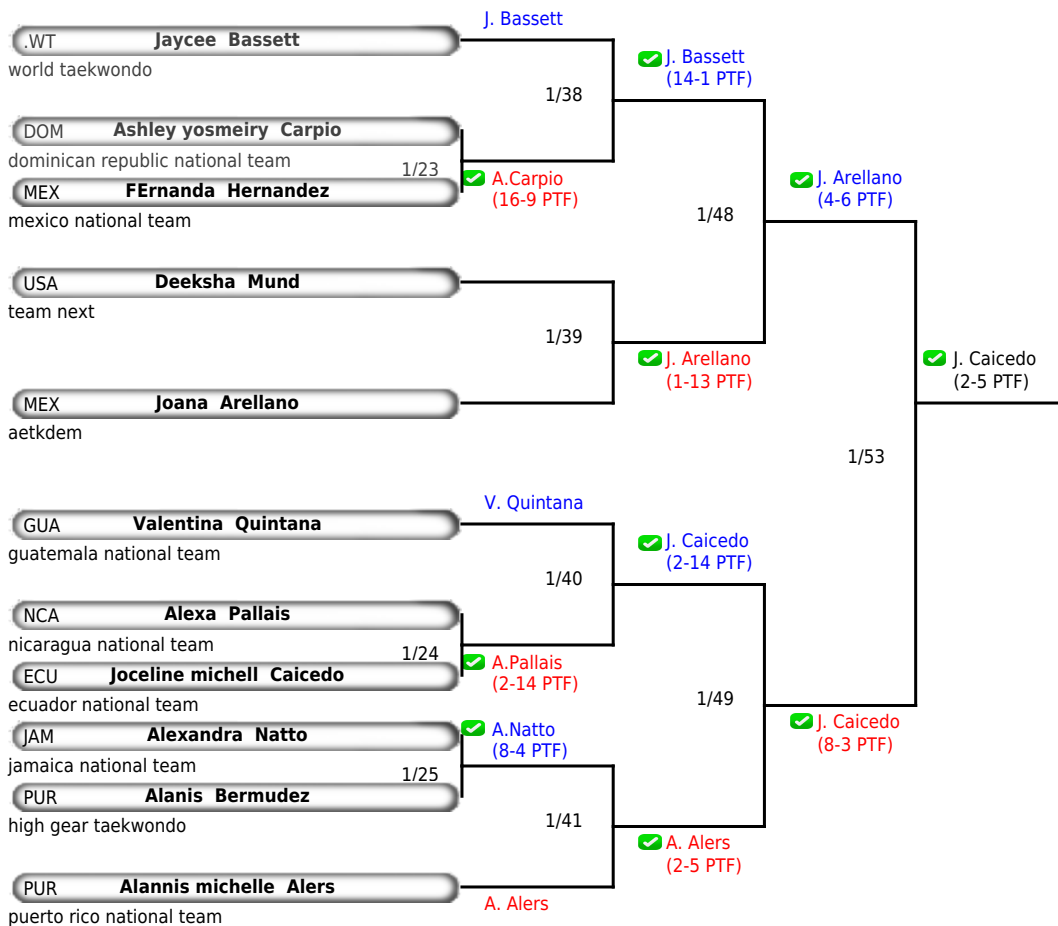 J. Bassett
.WT Jaycee Bassett
world taekwondo
J. Bassett
(14-1 PTF)
1/38
DOM Ashley yosmeiry Carpio
dominican republic national team
1/23
A.Carpio
(16-9 PTF)
MEX FErnanda Hernandez
mexico national team
J. Arellano
(4-6 PTF)
1/48
USA Deeksha Mund
team next
1/39
J. Arellano
(1-13 PTF)
J. Caicedo
(2-5 PTF)
MEX Joana Arellano
aetkdem
1/53
V. Quintana
GUA Valentina Quintana
guatemala national team
J. Caicedo
(2-14 PTF)
1/40
NCA Alexa Pallais
nicaragua national team
1/24
A.Pallais
(2-14 PTF)
ECU Joceline michell Caicedo
ecuador national team
1/49
J. Caicedo
(8-3 PTF)
JAM Alexandra Natto
jamaica national team
A.Natto
(8-4 PTF)
1/25
PUR Alanis Bermudez
high gear taekwondo
1/41
A. Alers
(2-5 PTF)
PUR Alannis michelle Alers
puerto rico national team
A. Alers